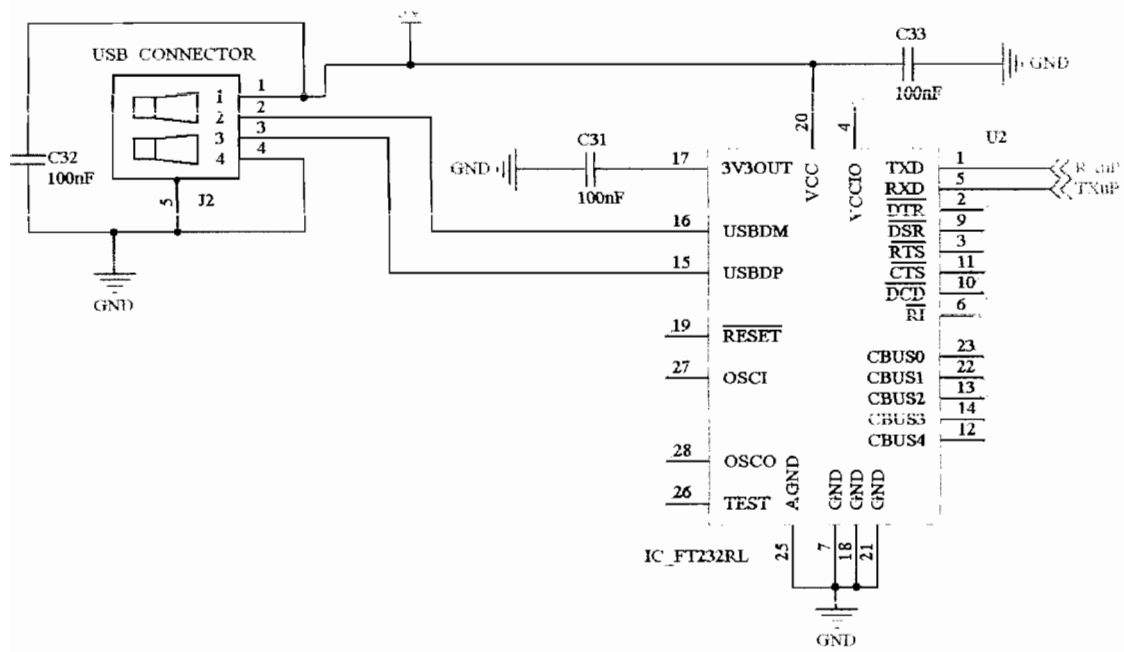 USB CONNECTOR
1 1
2 2
3 3
4 4
5
J2
C32
100nF
GND
C33
100nF
GND
20
4
U2
GND
C31
100nF
17 3V3OUT
VCC
VCCIO
TXD 1
RXD 5
DTR 2
DSR 9
RTS 3
CTS 11
DCD 10
RI 6
16 USBDM
15 USBDP
19 RESET
27 OSCI
CBUS0 23
CBUS1 22
CBUS2 13
CBUS3 14
CBUS4 12
28 OSCO
26 TEST
AGND
GND
GND
GND
25
7
18
21
IC_FT232RL
GND